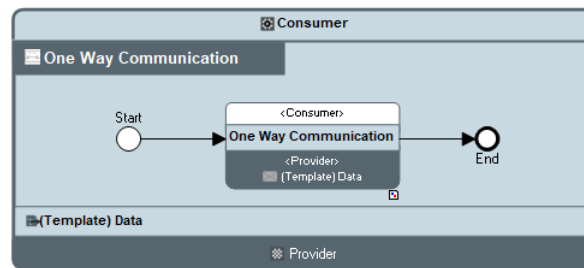 Consumer
One Way Communication
Start
<Consumer>
One Way Communication
<Provider>
(Template) Data
End
(Template) Data
Provider